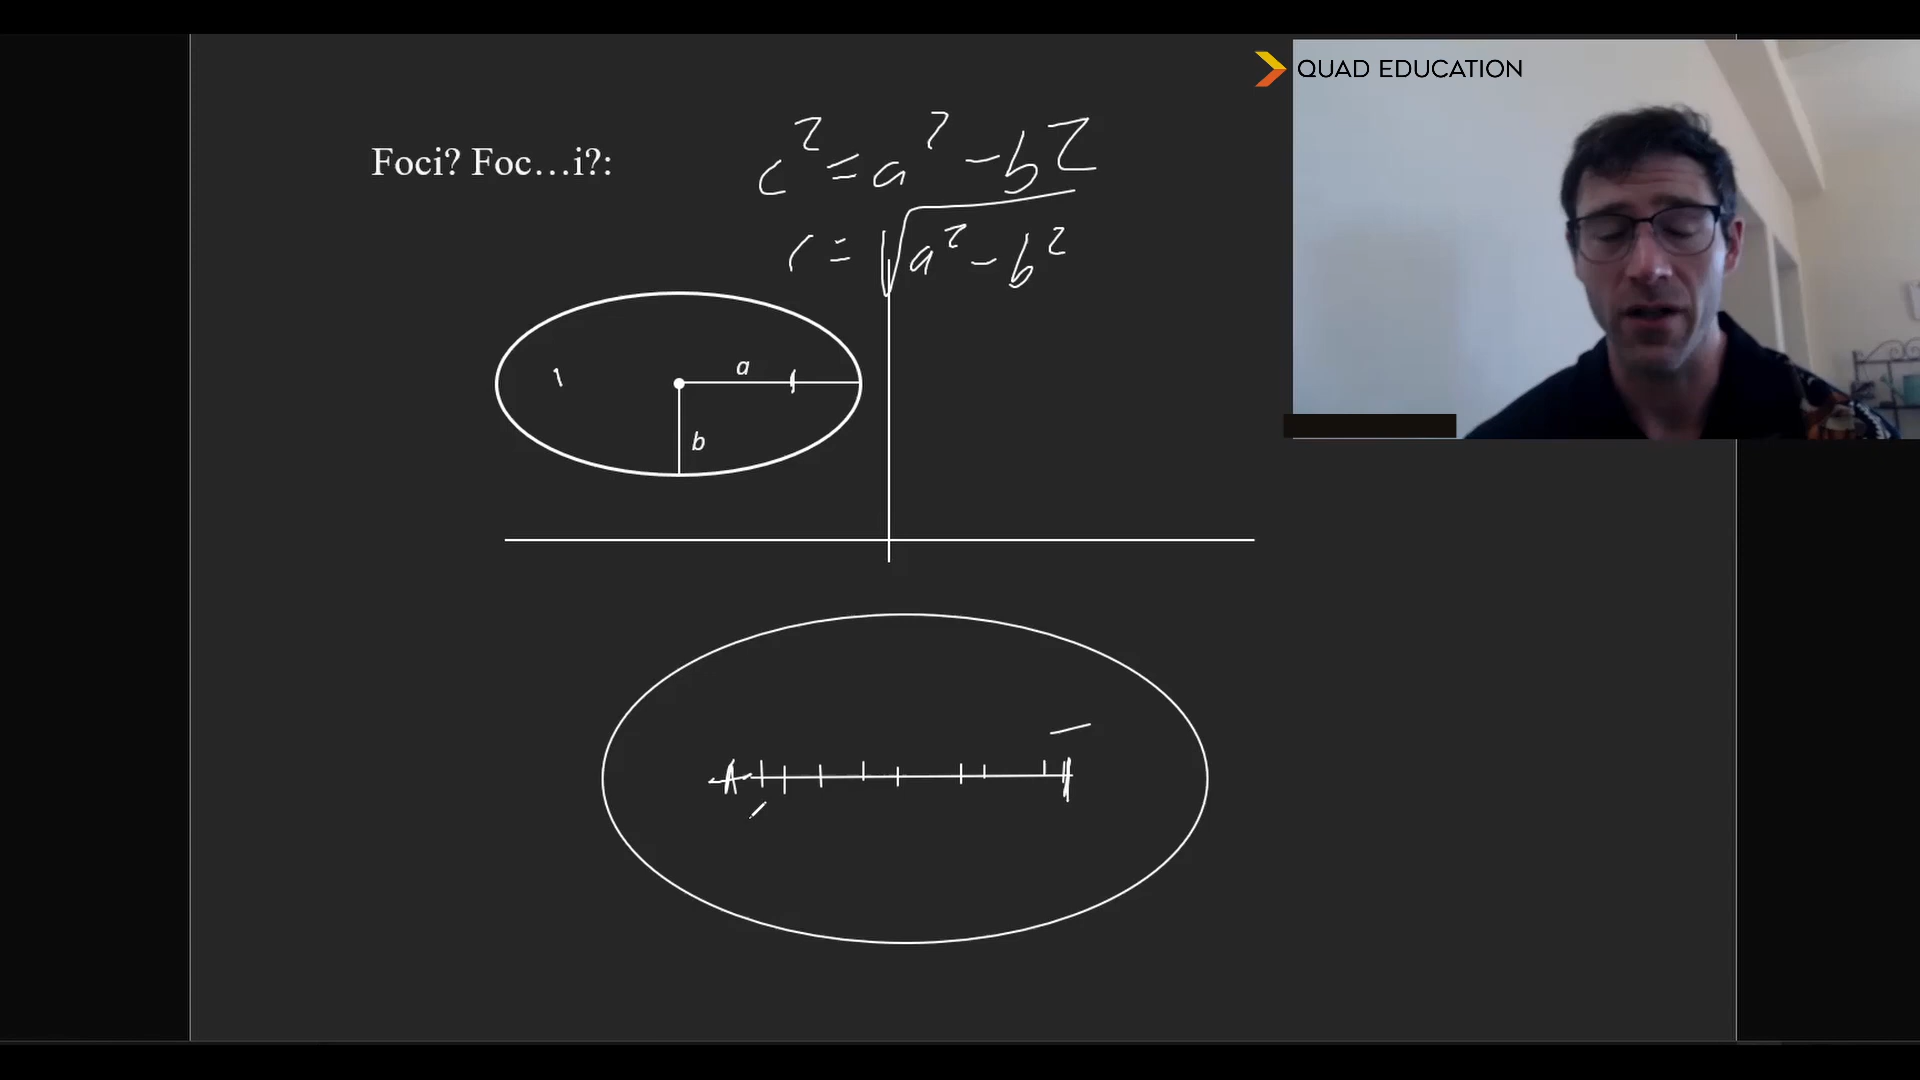 QUAD EDUCATION
Foci? Foc...i?:
c² = a² - b²
c = √a² - b²
a
b